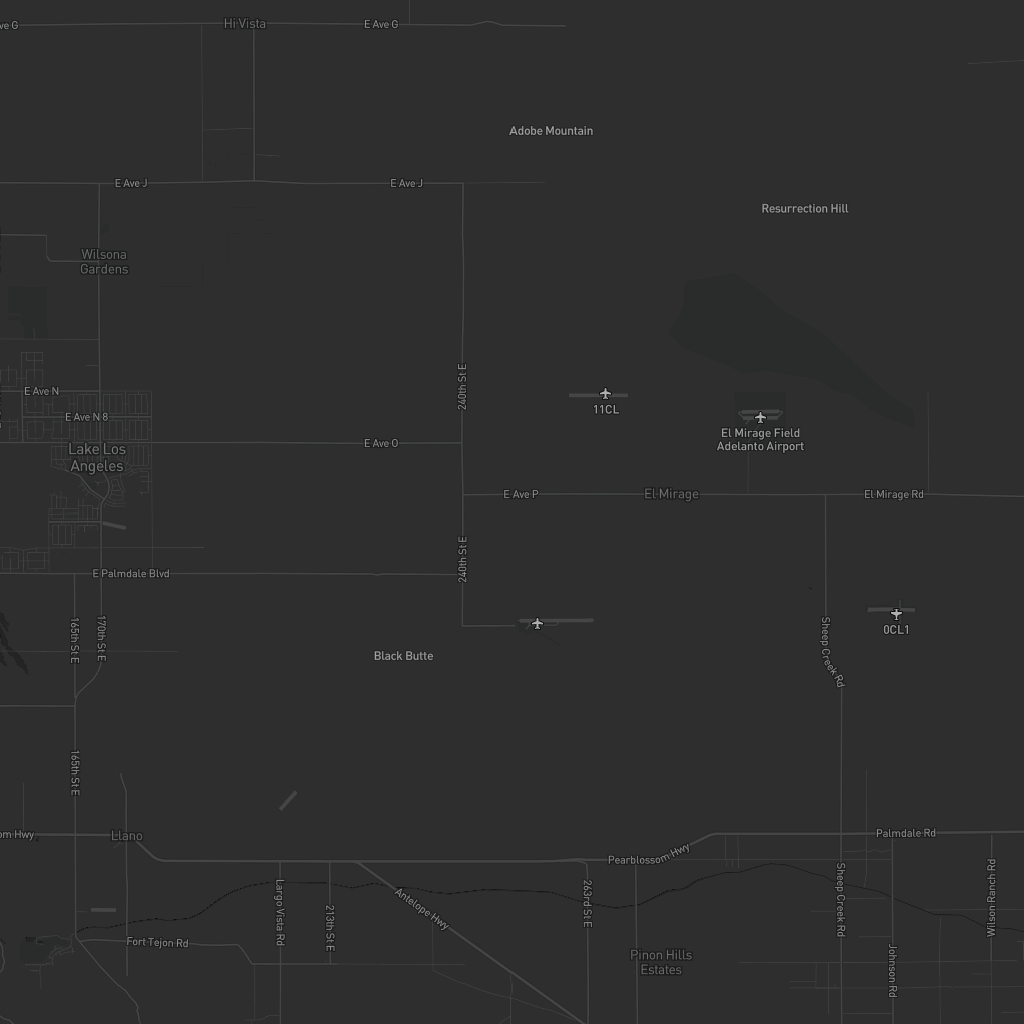 ve G
Hi Vista
E Ave G
Adobe Mountain
E Ave J
E Ave J
Resurrection Hill
Wilsona
Gardens
240th St E
E Ave N
11CL
E Ave N 8
El Mirage Field
Adelanto Airport
E Ave O
Lake Los
Angeles
E Ave P
El Mirage
El Mirage Rd
240th St E
E Palmdale Blvd
0CL1
165th St E
170th St E
Sheep Creek Rd
Black Butte
165th St E
om Hwy
Llano
Palmdale Rd
Pearblossom Hwy
Largo Vista Rd
213th St E
Antelope Hwy
263rd St E
Sheep Creek Rd
Wilson Ranch Rd
Fort Tejon Rd
Pinon Hills
Estates
Johnson Rd